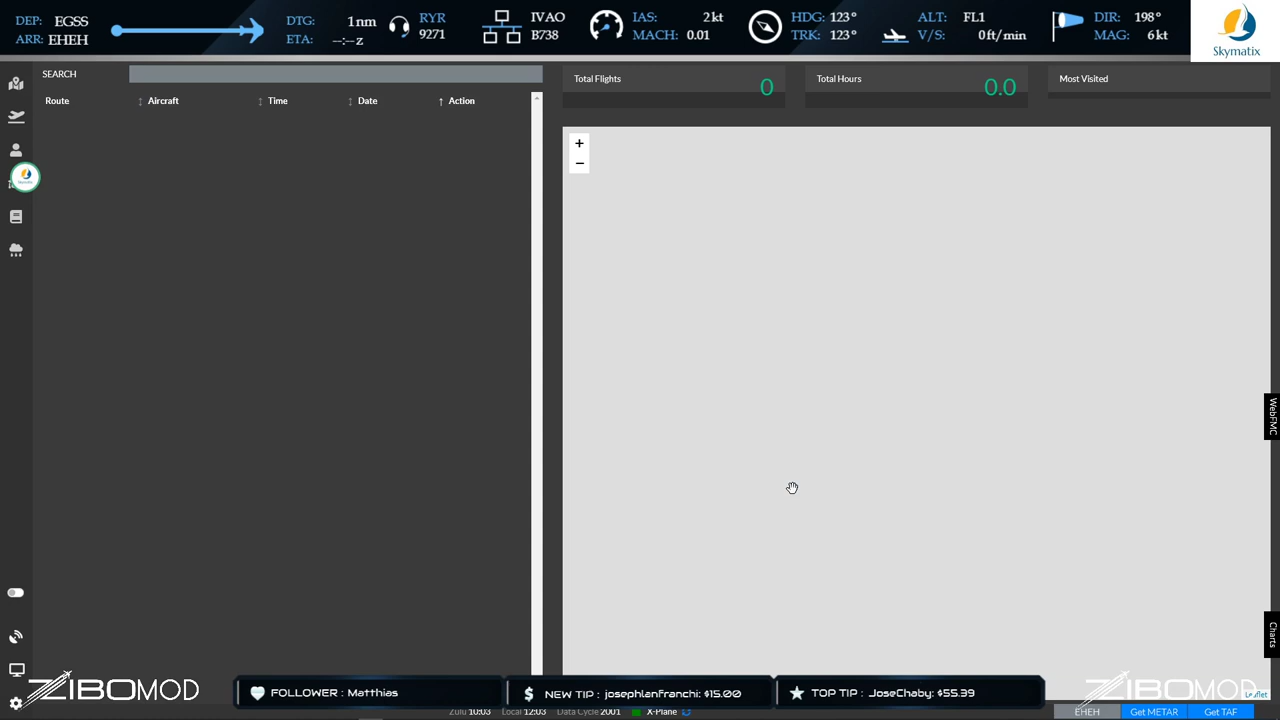 DEP: EGSS
ARR: EHEH
DTG: 1nm
ETA: --:-- z
RYR
9271
IVAO
B738
IAS: 2kt
MACH: 0.01
HDG: 123°
TRK: 123°
ALT: FL1
V/S: 0ft/min
DIR: 198°
MAG: 6kt
Skymatix
SEARCH
Route Aircraft Time Date Action
Total Flights 0
Total Hours 0.0
Most Visited
+
−
WebFMC
Charts
ZIBOMOD
FOLLOWER : Matthias
NEW TIP : josephlanfranchi: $15.00
TOP TIP : JoseChaby: $55.39
ZIBOMOD
Leaflet
Zulu 10:03 Local 12:03 Data Cycle 2001 X-Plane
EHEH Get METAR Get TAF